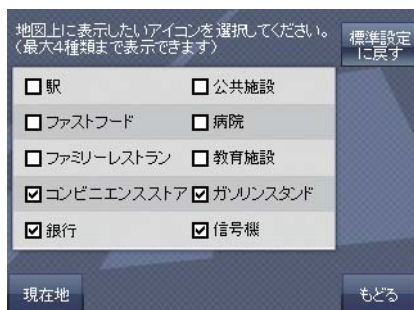 地図上に表示したいアイコンを選択してください。
(最大4種類まで表示できます)
標準設定
に戻す
駅
公共施設
ファストフード
病院
ファミリーレストラン
教育施設
コンビニエンスストア
ガソリンスタンド
銀行
信号機
現在地
もどる